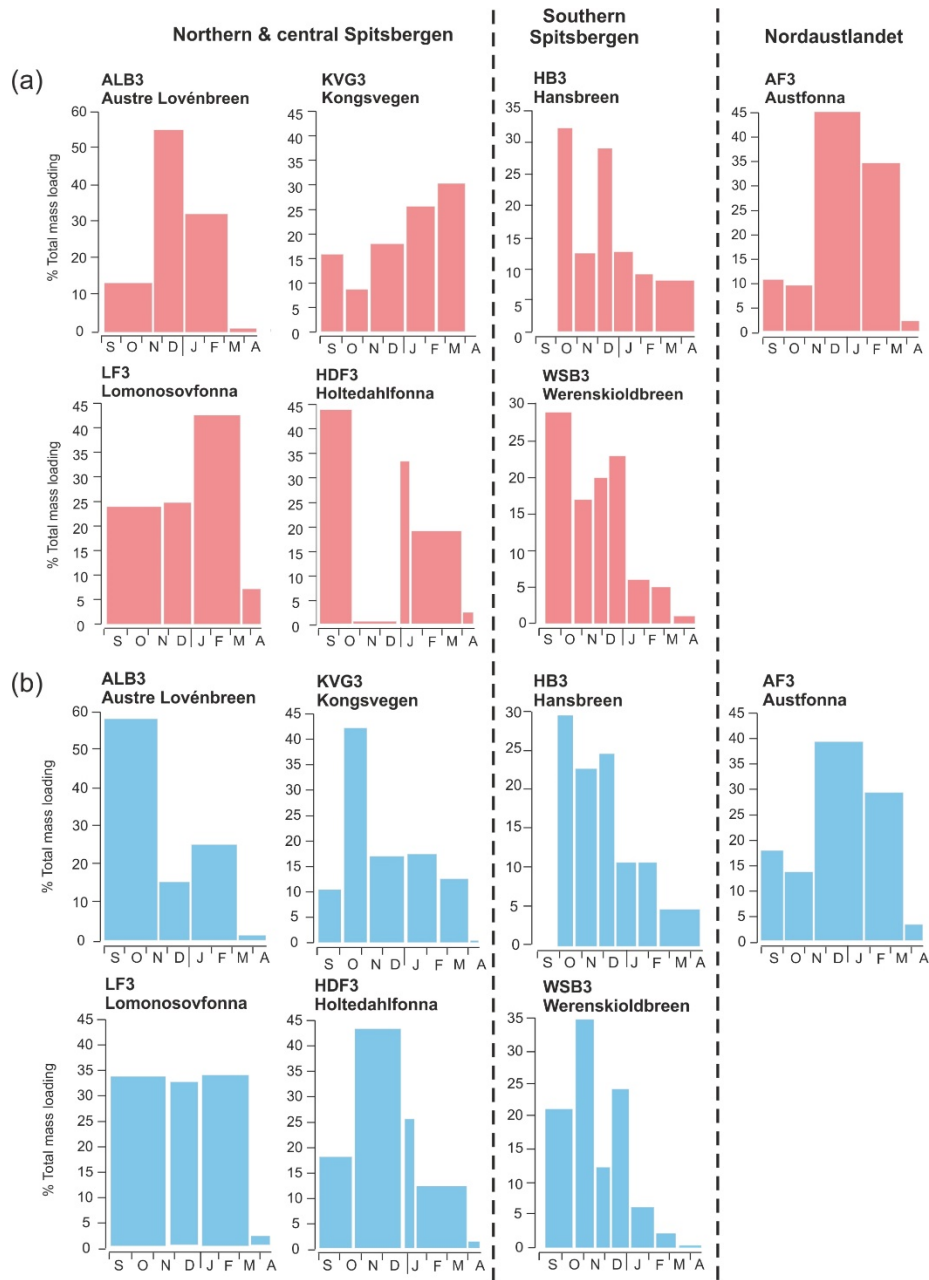 Northern & central Spitsbergen
Southern
Spitsbergen
Nordaustlandet
(a)
ALB3
Austre Lovénbreen
% Total mass loading
60
50
40
30
20
10
0
S O N D J F M A
KVG3
Kongsvegen
45
40
35
30
25
20
15
10
5
0
S O N D J F M A
HB3
Hansbreen
35
30
25
20
15
10
5
0
S O N D J F M A
AF3
Austfonna
45
40
35
30
25
20
15
10
5
0
S O N D J F M A
LF3
Lomonosovfonna
% Total mass loading
45
40
35
30
25
20
15
10
5
0
S O N D J F M A
HDF3
Holtedahlfonna
45
40
35
30
25
20
15
10
5
0
S O N D J F M A
WSB3
Werenskioldbreen
30
25
20
15
10
5
0
S O N D J F M A
(b)
ALB3
Austre Lovénbreen
% Total mass loading
60
50
40
30
20
10
0
S O N D J F M A
KVG3
Kongsvegen
45
40
35
30
25
20
15
10
5
0
S O N D J F M A
HB3
Hansbreen
30
25
20
15
10
5
0
S O N D J F M A
AF3
Austfonna
45
40
35
30
25
20
15
10
5
0
S O N D J F M A
LF3
Lomonosovfonna
% Total mass loading
45
40
35
30
25
20
15
10
5
0
S O N D J F M A
HDF3
Holtedahlfonna
45
40
35
30
25
20
15
10
5
0
S O N D J F M A
WSB3
Werenskioldbreen
35
30
25
20
15
10
5
0
S O N D J F M A